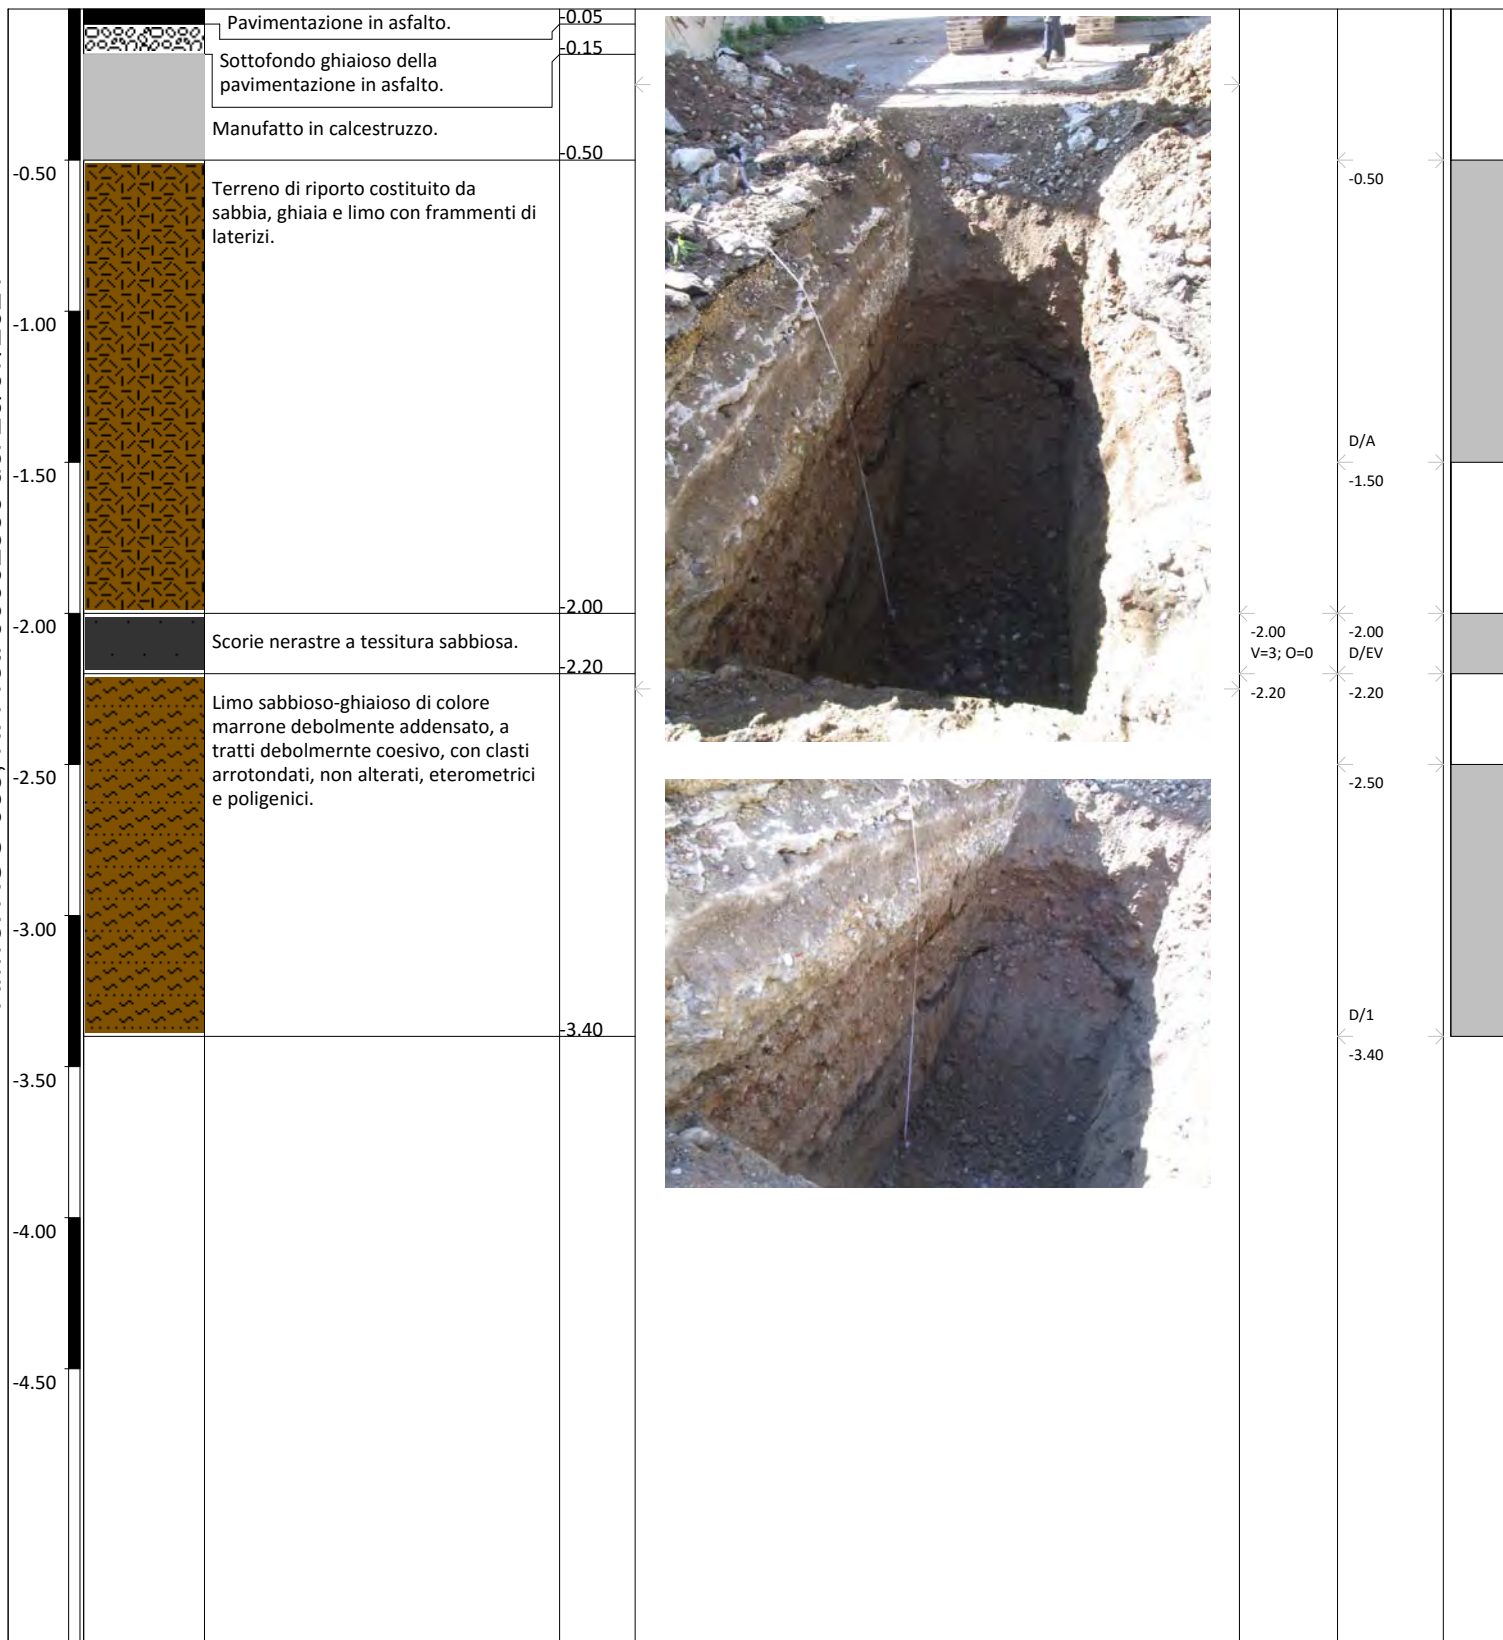 Pavimentazione in asfalto.
-0.05
-0.15
Sottofondo ghiaioso della
pavimentazione in asfalto.
Manufatto in calcestruzzo.
-0.50
-0.50
-0.50
Terreno di riporto costituito da
sabbia, ghiaia e limo con frammenti di
laterizi.
-1.00
D/A
-1.50
-1.50
-2.00
-2.00
Scorie nerastre a tessitura sabbiosa.
-2.00
V=3; O=0
-2.00
D/EV
-2.20
-2.20
-2.20
Limo sabbioso-ghiaioso di colore
marrone debolmente addensato, a
tratti debolmernte coesivo, con clasti
arrotondati, non alterati, eterometrici
e poligenici.
-2.50
-2.50
-3.00
D/1
-3.40
-3.40
-3.50
-4.00
-4.50